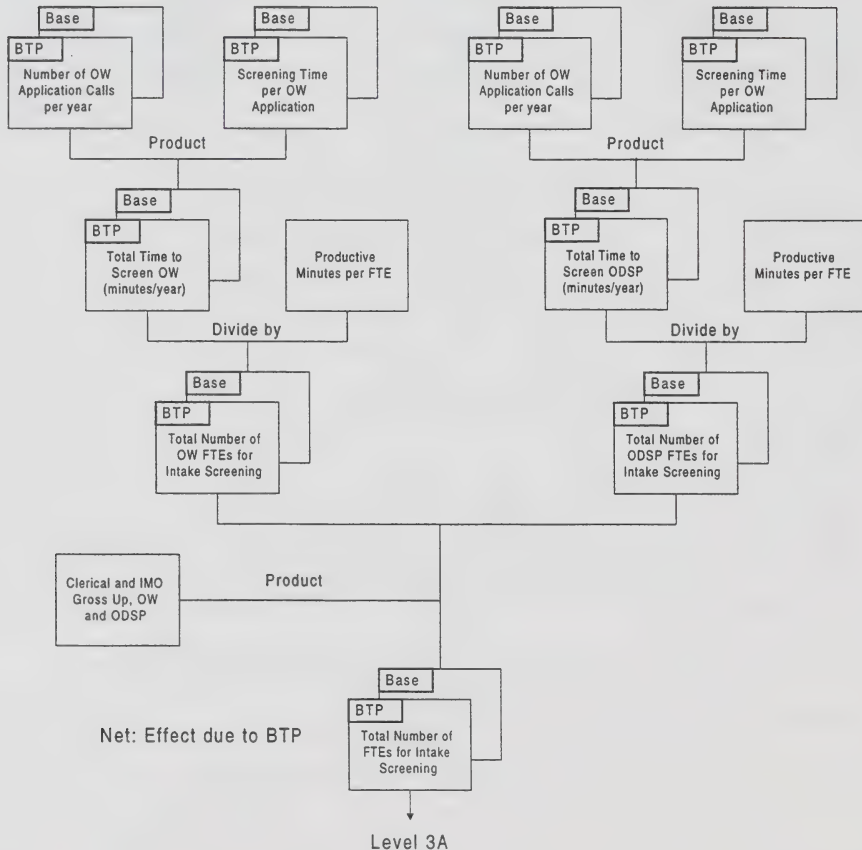 Base
BTP
Number of OW
Application Calls
per year
Base
BTP
Screening Time
per OW
Application
Base
BTP
Number of OW
Application Calls
per year
Base
BTP
Screening Time
per OW
Application
Product
Product
Base
BTP
Total Time to
Screen OW
(minutes/year)
Productive
Minutes per FTE
Base
BTP
Total Time to
Screen ODSP
(minutes/year)
Productive
Minutes per FTE
Divide by
Divide by
Base
BTP
Total Number of
OW FTEs for
Intake Screening
Base
BTP
Total Number of
ODSP FTEs for
Intake Screening
Clerical and IMO
Gross Up, OW
and ODSP
Product
Base
BTP
Total Number of
FTEs for Intake
Screening
Net: Effect due to BTP
Level 3A